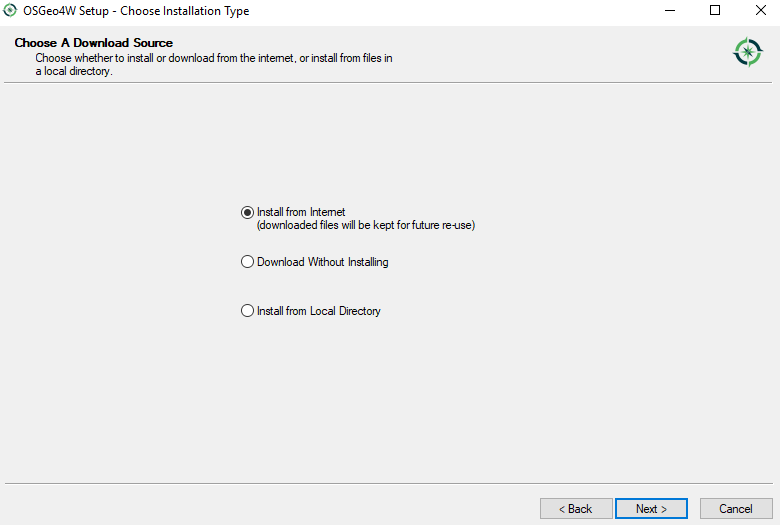 OSGeo4W Setup - Choose Installation Type
Choose A Download Source
Choose whether to install or download from the internet, or install from files in
a local directory.
Install from Internet
(downloaded files will be kept for future re-use)
Download Without Installing
Install from Local Directory
< Back
Next >
Cancel